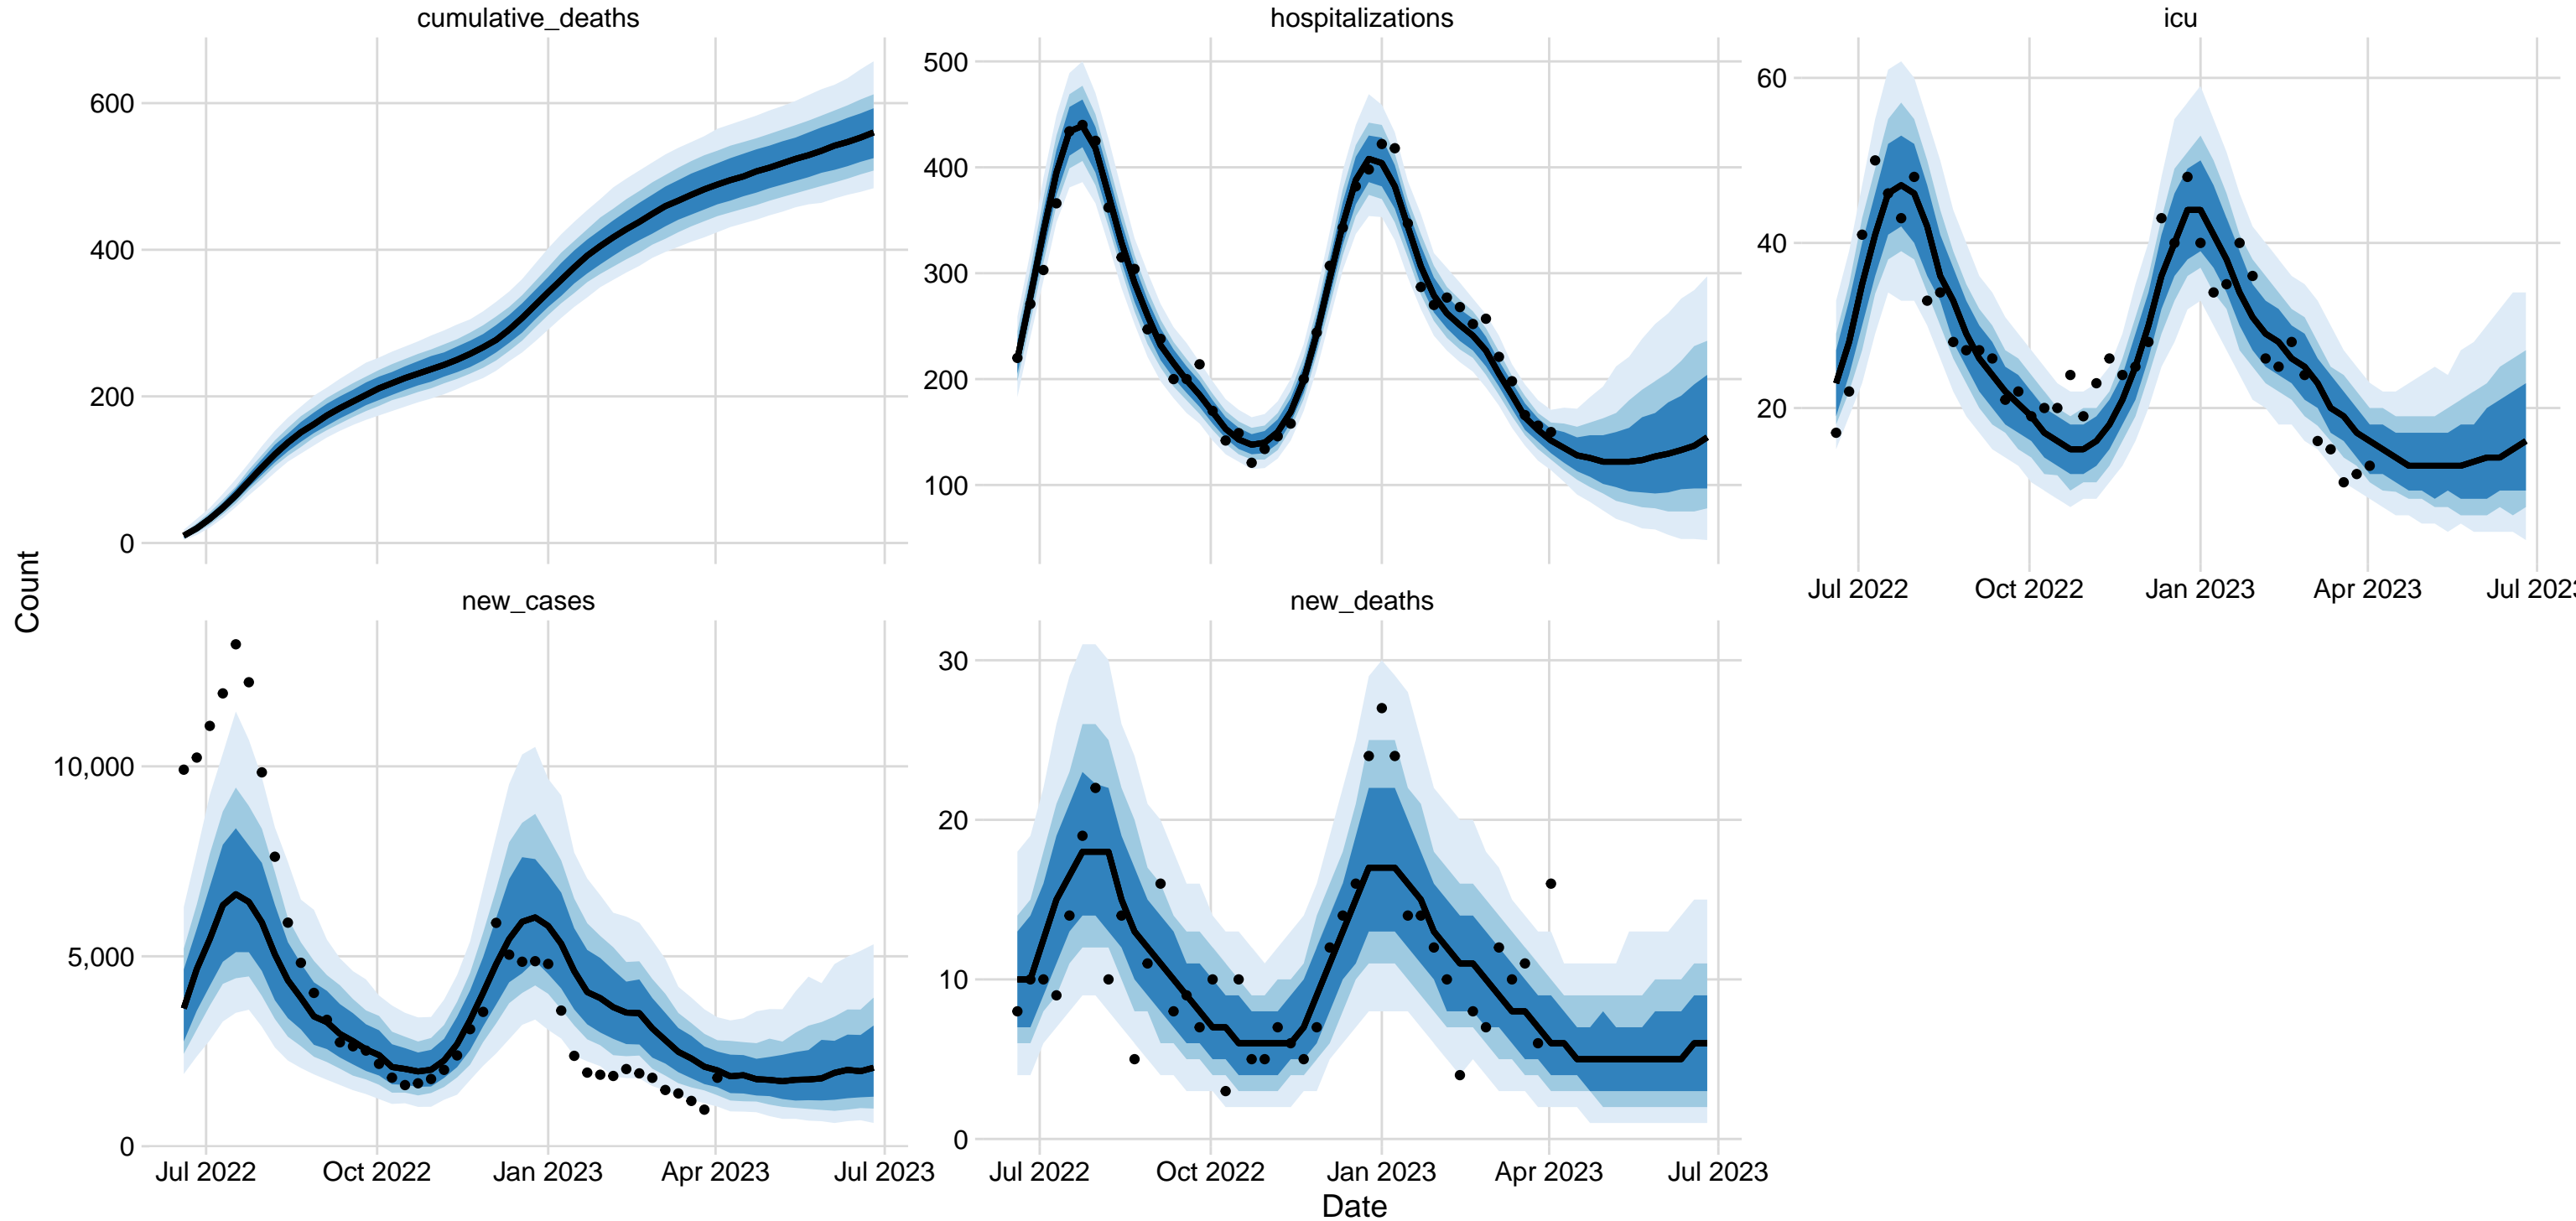 cumulative_deaths
hospitalizations
icu
600
400
200
0
500
400
300
200
100
60
40
20
Jul 2022 Oct 2022 Jan 2023 Apr 2023 Jul 2023
Count
new_cases
new_deaths
10,000
5,000
0
30
20
10
0
Jul 2022 Oct 2022 Jan 2023 Apr 2023 Jul 2023
Jul 2022 Oct 2022 Jan 2023 Apr 2023 Jul 2023
Date